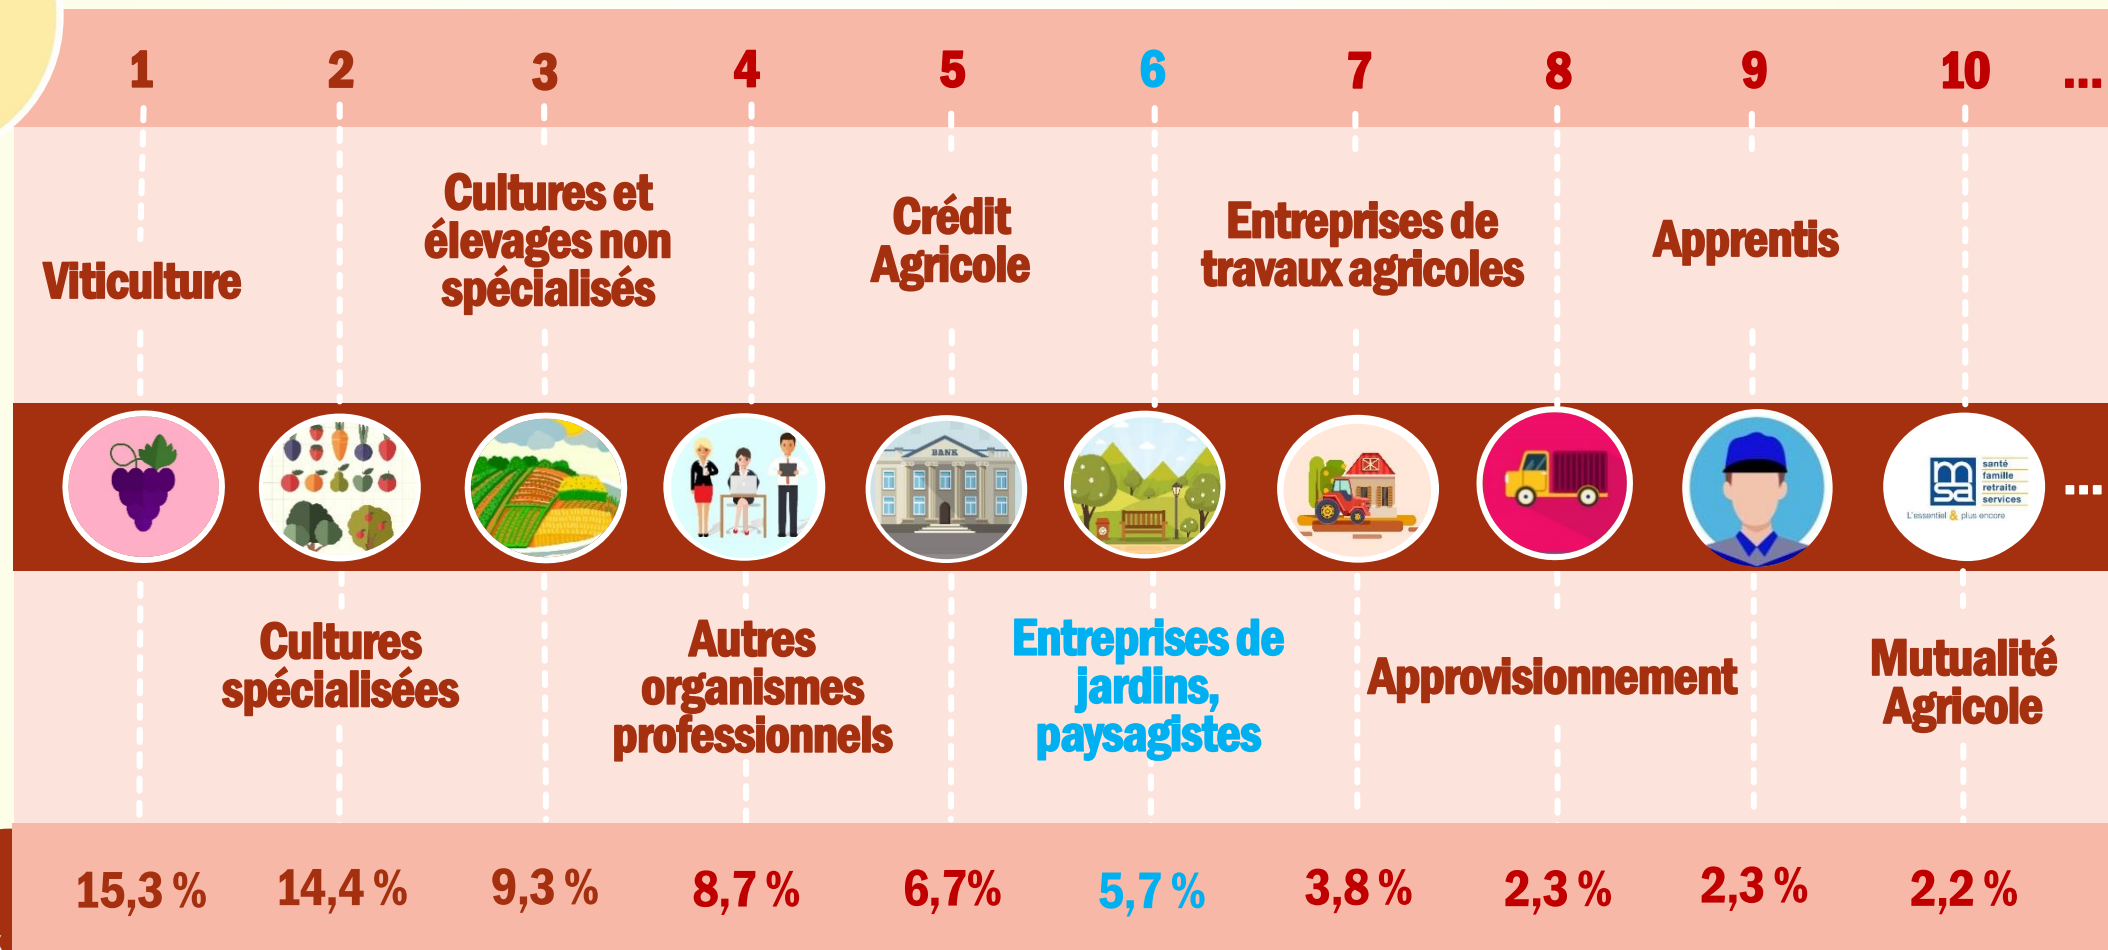 1 2 3 4 5 6 7 8 9 10 ...
Viticulture
Cultures et
élevages non
spécialisés
Crédit
Agricole
Entreprises de
travaux agricoles
Apprentis
BANK
msa
santé
famille
retraite
services
L'essentiel & plus encore
...
Cultures
spécialisées
Autres
organismes
professionnels
Entreprises de
jardins,
paysagistes
Approvisionnement
Mutualité
Agricole
15,3 % 14,4 % 9,3 % 8,7 % 6,7% 5,7 % 3,8 % 2,3 % 2,3 % 2,2 %